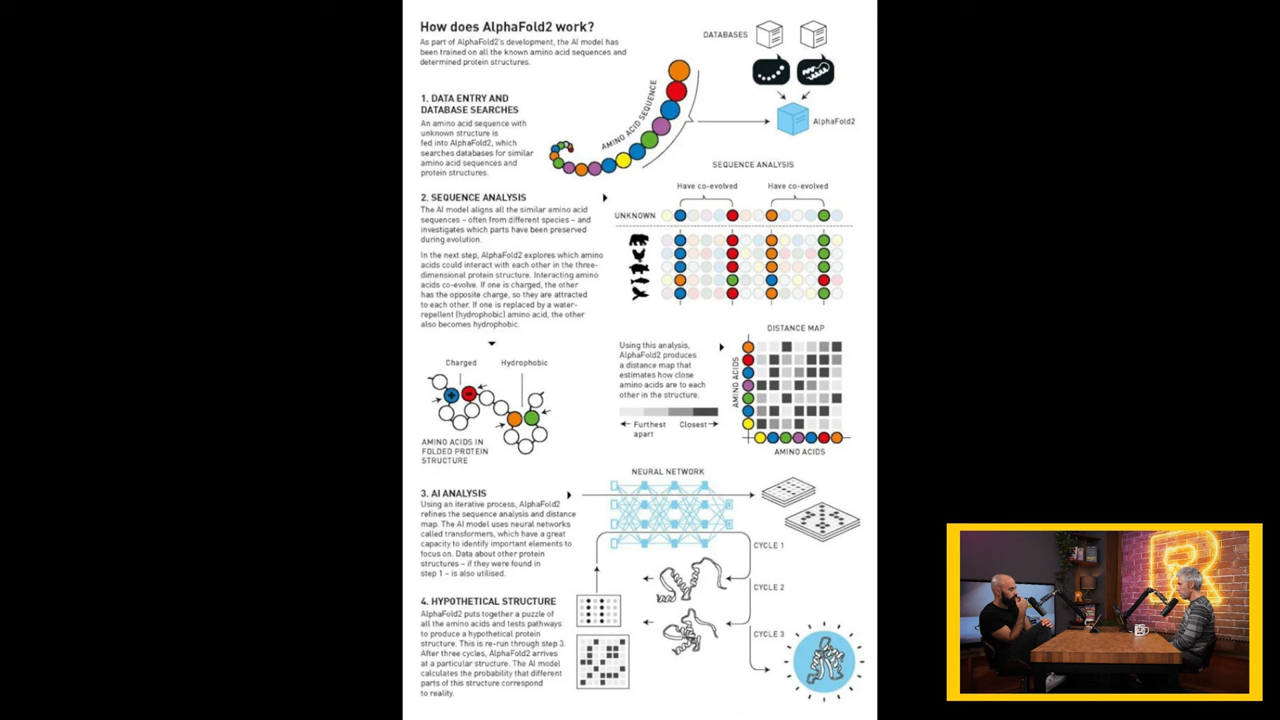 How does AlphaFold2 work?
As part of AlphaFold2's development, the AI model has
been trained on all the known amino acid sequences and
determined protein structures.
DATABASES
AlphaFold2
AMINO ACID SEQUENCE
1. DATA ENTRY AND
DATABASE SEARCHES
An amino acid sequence with
unknown structure is
fed into AlphaFold2, which
searches databases for similar
amino acid sequences and
protein structures.
SEQUENCE ANALYSIS
Have co-evolved
Have co-evolved
UNKNOWN
2. SEQUENCE ANALYSIS
The AI model aligns all the similar amino acid
sequences – often from different species – and
investigates which parts have been preserved
during evolution.
In the next step, AlphaFold2 explores which amino
acids could interact with each other in the three-
dimensional protein structure. Interacting amino
acids co-evolve. If one is charged, the other
has the opposite charge, so they are attracted
to each other. If one is replaced by a water-
repellent (hydrophobic) amino acid, the other
also becomes hydrophobic.
Charged
Hydrophobic
+
-
AMINO ACIDS IN
FOLDED PROTEIN
STRUCTURE
Using this analysis,
AlphaFold2 produces
a distance map that
estimates how close
amino acids are to each
other in the structure.
Furthest
apart
Closest
DISTANCE MAP
AMINO ACIDS
AMINO ACIDS
NEURAL NETWORK
3. AI ANALYSIS
Using an iterative process, AlphaFold2
refines the sequence analysis and distance
map. The AI model uses neural networks
called transformers, which have a great
capacity to identify important elements to
focus on. Data about other protein
structures – if they were found in
step 1 – is also utilised.
CYCLE 1
CYCLE 2
CYCLE 3
4. HYPOTHETICAL STRUCTURE
AlphaFold2 puts together a puzzle of
all the amino acids and tests pathways
to produce a hypothetical protein
structure. This is re-run through step 3.
After three cycles, AlphaFold2 arrives
at a particular structure. The AI model
calculates the probability that different
parts of this structure correspond
to reality.
R